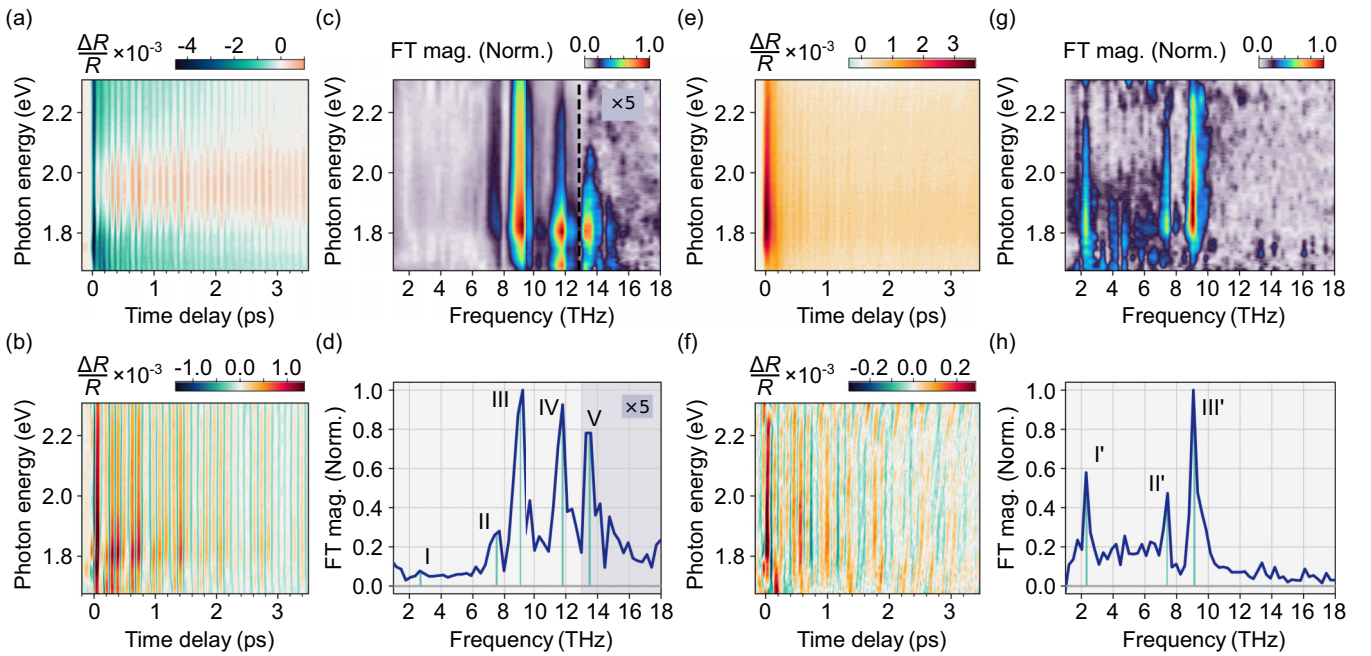 (a)
ΔR/R ×10⁻³
-4 -2 0
Photon energy (eV)
2.2
2.0
1.8
0 1 2 3
Time delay (ps)
(c)
FT mag. (Norm.)
0.0 1.0
×5
Photon energy (eV)
2.2
2.0
1.8
2 4 6 8 10 12 14 16 18
Frequency (THz)
(e)
ΔR/R ×10⁻³
0 1 2 3
Photon energy (eV)
2.2
2.0
1.8
0 1 2 3
Time delay (ps)
(g)
FT mag. (Norm.)
0.0 1.0
Photon energy (eV)
2.2
2.0
1.8
2 4 6 8 10 12 14 16 18
Frequency (THz)
(b)
ΔR/R ×10⁻³
-1.0 0.0 1.0
Photon energy (eV)
2.2
2.0
1.8
0 1 2 3
Time delay (ps)
(d)
FT mag. (Norm.)
1.0
0.8
0.6
0.4
0.2
0.0
I
II
III
IV
V
×5
2 4 6 8 10 12 14 16 18
Frequency (THz)
(f)
ΔR/R ×10⁻³
-0.2 0.0 0.2
Photon energy (eV)
2.2
2.0
1.8
0 1 2 3
Time delay (ps)
(h)
FT mag. (Norm.)
1.0
0.8
0.6
0.4
0.2
0.0
I'
II'
III'
2 4 6 8 10 12 14 16 18
Frequency (THz)